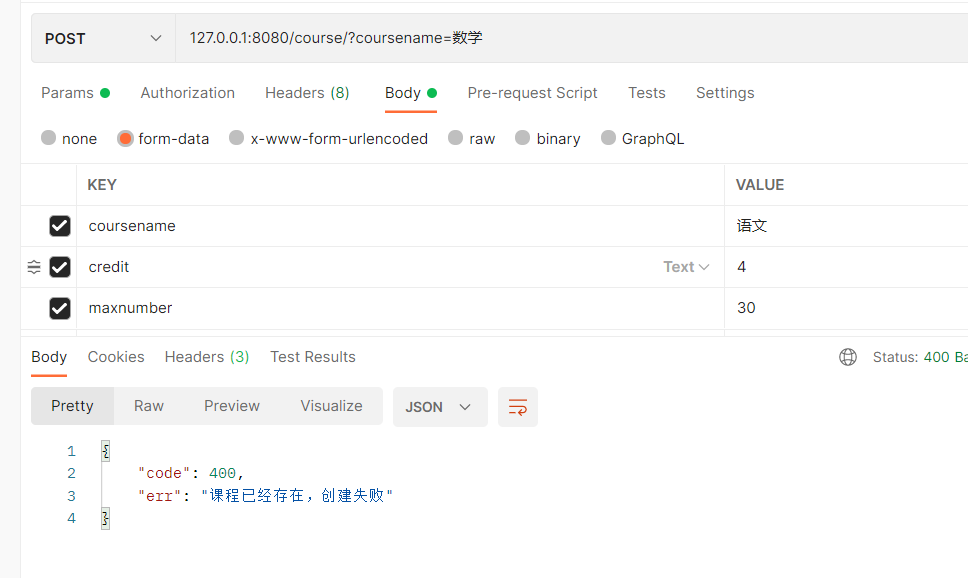 POST 127.0.0.1:8080/course/?coursename=数学
Params Authorization Headers (8) Body Pre-request Script Tests Settings
none form-data x-www-form-urlencoded raw binary GraphQL
KEY VALUE
coursename 语文
credit Text 4
maxnumber 30
Body Cookies Headers (3) Test Results Status: 400 Ba
Pretty Raw Preview Visualize JSON
1 {
2 "code": 400,
3 "err": "课程已经存在，创建失败"
4 }